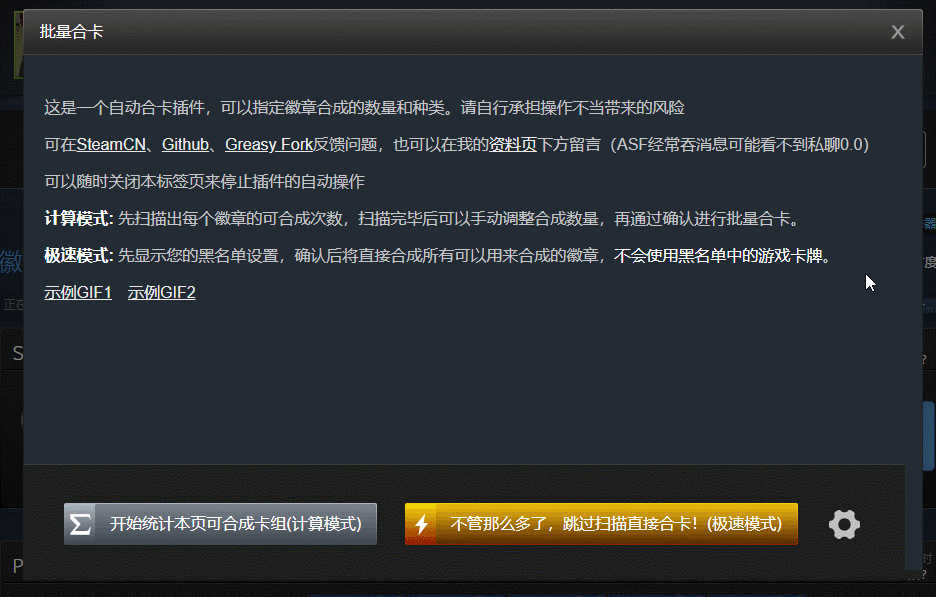 批量合卡
X
这是一个自动合卡插件，可以指定徽章合成的数量和种类。请自行承担操作不当带来的风险
可在SteamCN、Github、Greasy Fork反馈问题，也可以在我的资料页下方留言（ASF经常吞消息可能看不到私聊0.0）
可以随时关闭本标签页来停止插件的自动操作
计算模式: 先扫描出每个徽章的可合成次数，扫描完毕后可以手动调整合成数量，再通过确认进行批量合卡。
极速模式: 先显示您的黑名单设置，确认后将直接合成所有可以用来合成的徽章，不会使用黑名单中的游戏卡牌。
示例GIF1 示例GIF2
徽
正在
S
开始统计本页可合成卡组(计算模式)
不管那么多了，跳过扫描直接合卡！(极速模式)
P